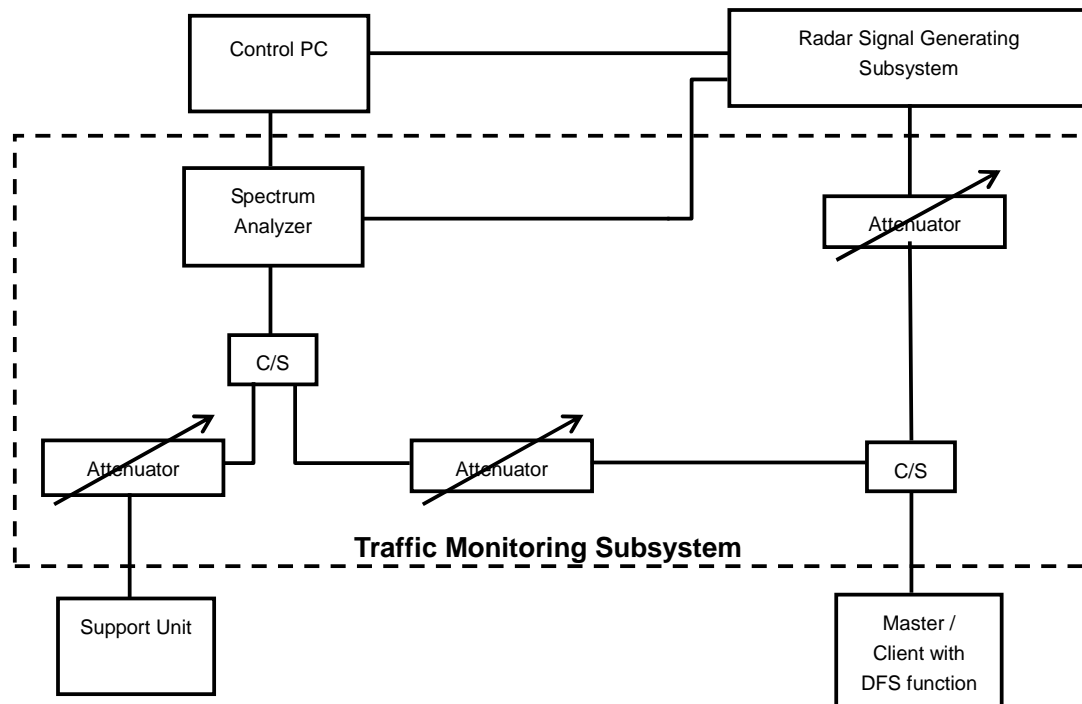 Control PC
Radar Signal Generating
Subsystem
Spectrum
Analyzer
Attenuator
C/S
Attenuator
Attenuator
C/S
Traffic Monitoring Subsystem
Support Unit
Master /
Client with
DFS function